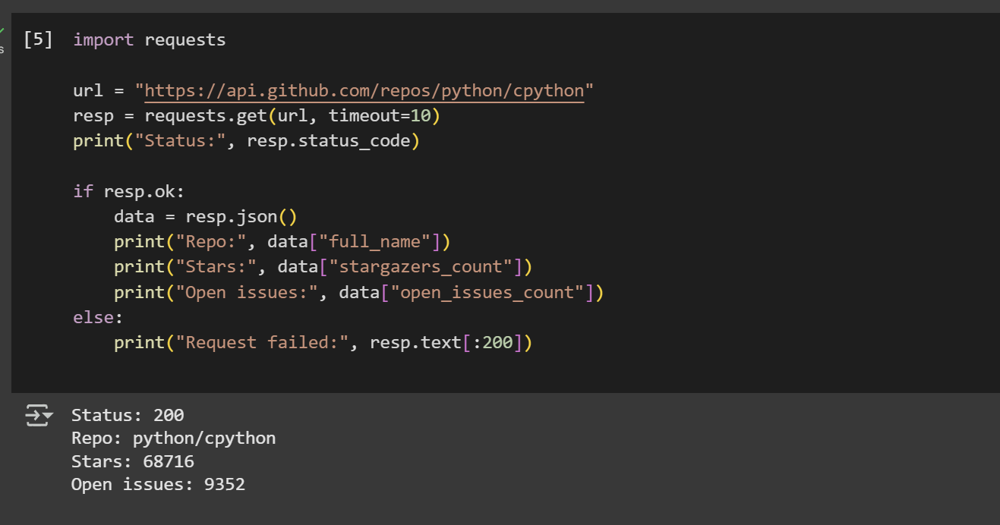 [5] import requests
url = "https://api.github.com/repos/python/cpython"
resp = requests.get(url, timeout=10)
print("Status:", resp.status_code)
if resp.ok:
    data = resp.json()
    print("Repo:", data["full_name"])
    print("Stars:", data["stargazers_count"])
    print("Open issues:", data["open_issues_count"])
else:
    print("Request failed:", resp.text[:200])
Status: 200
Repo: python/cpython
Stars: 68716
Open issues: 9352